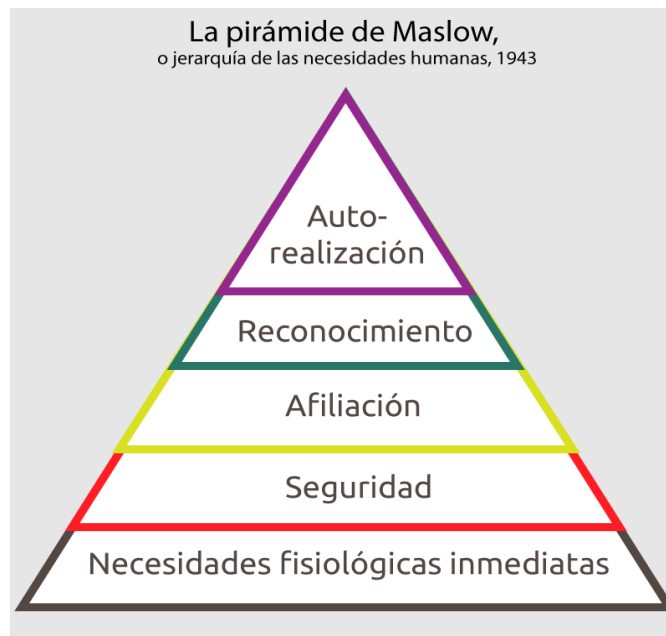 La pirámide de Maslow,
o jerarquía de las necesidades humanas, 1943
Auto-
realización
Reconocimiento
Afiliación
Seguridad
Necesidades fisiológicas inmediatas